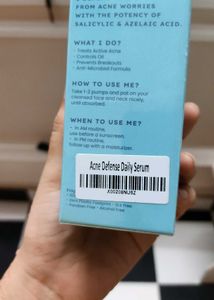 FROM ACNE WORRIES
WITH THE POTENCY OF
SALICYLIC & AZELAIC ACID.
WHAT I DO?
- Treats Active Acne
- Controls Oil
- Prevents Breakouts
- Anti-Microbial Formula
HOW TO USE ME?
Take 1-2 pumps and pat on your
cleansed face and neck nicely,
until absorbed.
WHEN TO USE ME?
- In AM routine,
use before a sunscreen.
- In PM routine,
follow up with a moisturizer.
Acne Defense Daily Serum
Paraben Free • Alcohol Free